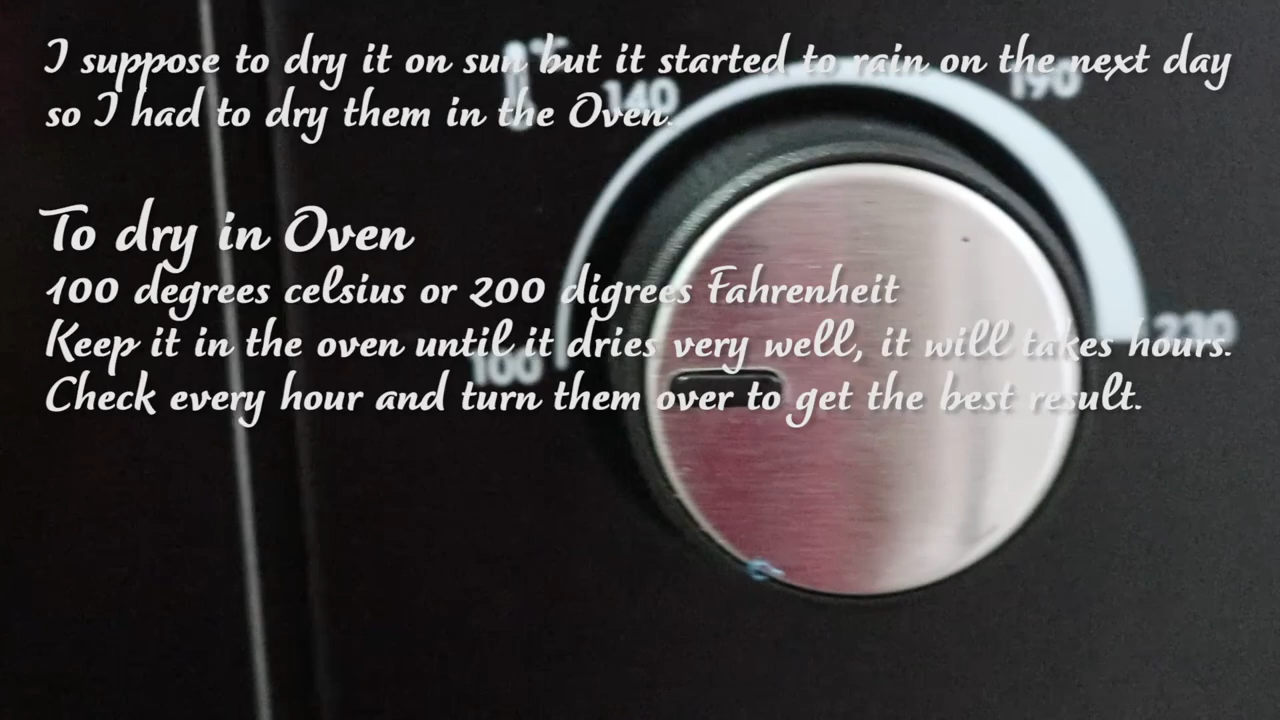 I suppose to dry it on sun but it started to rain on the next day
so I had to dry them in the Oven.
To dry in Oven
100 degrees celsius or 200 digrees Fahrenheit
Keep it in the oven until it dries very well, it will takes hours.
Check every hour and turn them over to get the best result.
°C
140
190
100
230